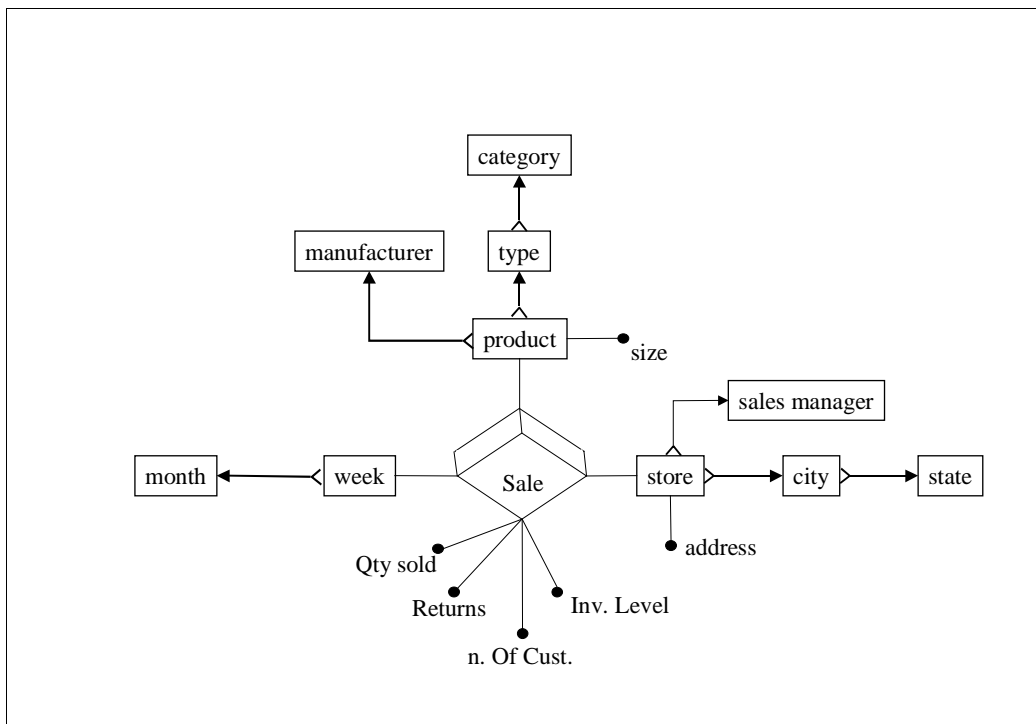 category
manufacturer
type
product
size
sales manager
month
week
Sale
store
city
state
address
Qty sold
Returns
Inv. Level
n. Of Cust.